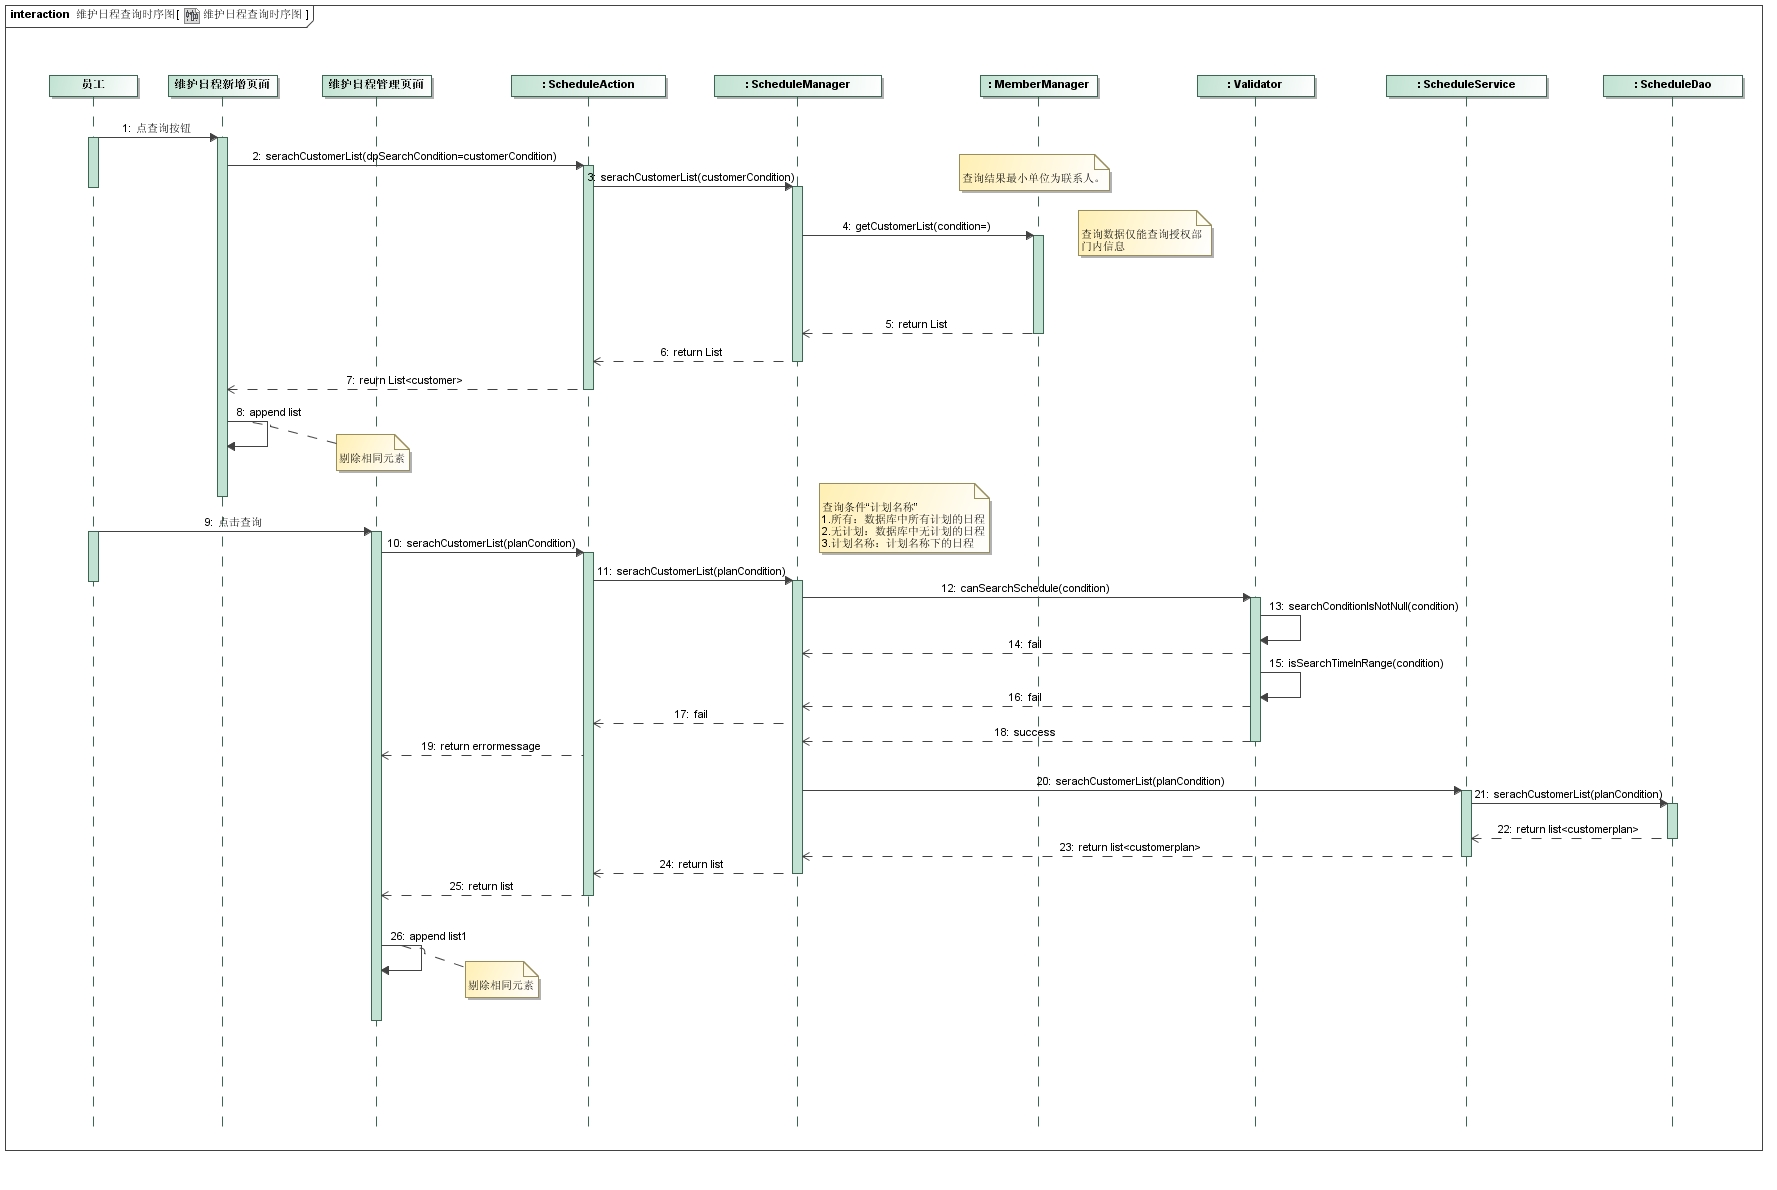 interaction 维护日程查询时序图[ 维护日程查询时序图 ]
员工
维护日程新增页面
维护日程管理页面
: ScheduleAction
: ScheduleManager
: MemberManager
: Validator
: ScheduleService
: ScheduleDao
1: 点查询按钮
2: serachCustomerList(dpSearchCondition=customerCondition)
3: serachCustomerList(customerCondition)
查询结果最小单位为联系人。
4: getCustomerList(condition=)
查询数据仅能查询授权部
门内信息
5: return List
6: return List
7: reurn List<customer>
8: append list
剔除相同元素
查询条件“计划名称”
1.所有：数据库中所有计划的日程
2.无计划：数据库中无计划的日程
3.计划名称：计划名称下的日程
9: 点击查询
10: serachCustomerList(planCondition)
11: serachCustomerList(planCondition)
12: canSearchSchedule(condition)
13: searchConditionIsNotNull(condition)
14: fail
15: isSearchTimeInRange(condition)
16: fail
17: fail
18: success
19: return errormessage
20: serachCustomerList(planCondition)
21: serachCustomerList(planCondition)
22: return list<customerplan>
23: return list<customerplan>
24: return list
25: return list
26: append list1
剔除相同元素